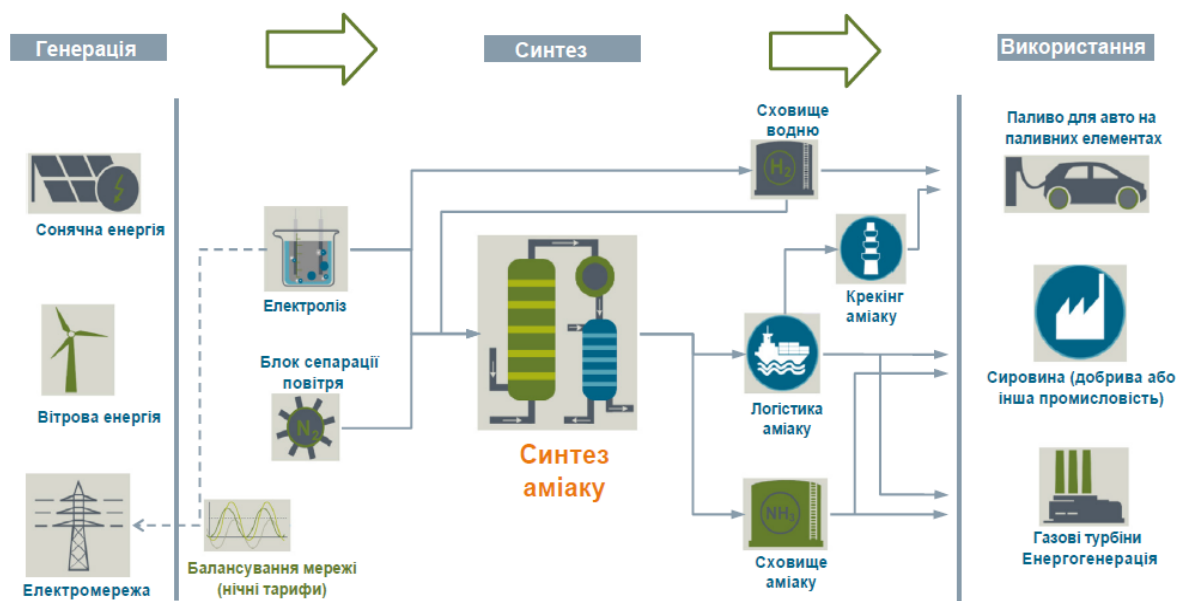 Генерація
Синтез
Використання
Сонячна енергія
Вітрова енергія
Електромережа
Електроліз
Блок сепарації
повітря
N2
Балансування мережі
(нічні тарифи)
Синтез
аміаку
Сховище
водню
H2
Крекінг
аміаку
Логістика
аміаку
NH3
Сховище
аміаку
Паливо для авто на
паливних елементах
Сировина (добрива або
інша промисловість)
Газові турбіни
Енергогенерація